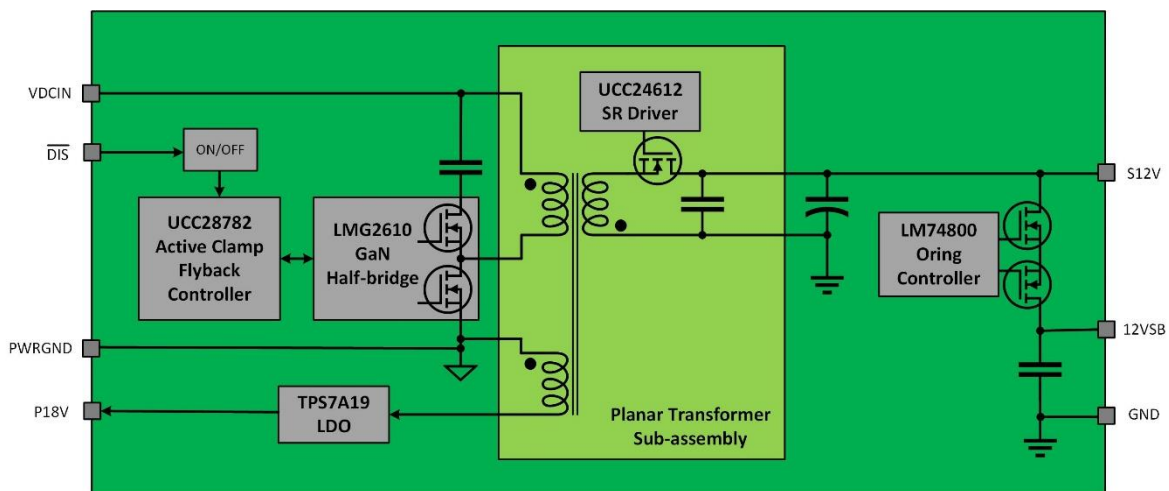 UCC24612
SR Driver
VDCIN
DIS
ON/OFF
S12V
UCC28782
Active Clamp
Flyback
Controller
LMG2610
GaN
Half-bridge
LM74800
Oring
Controller
12VSB
PWRGND
P18V
TPS7A19
LDO
Planar Transformer
Sub-assembly
GND